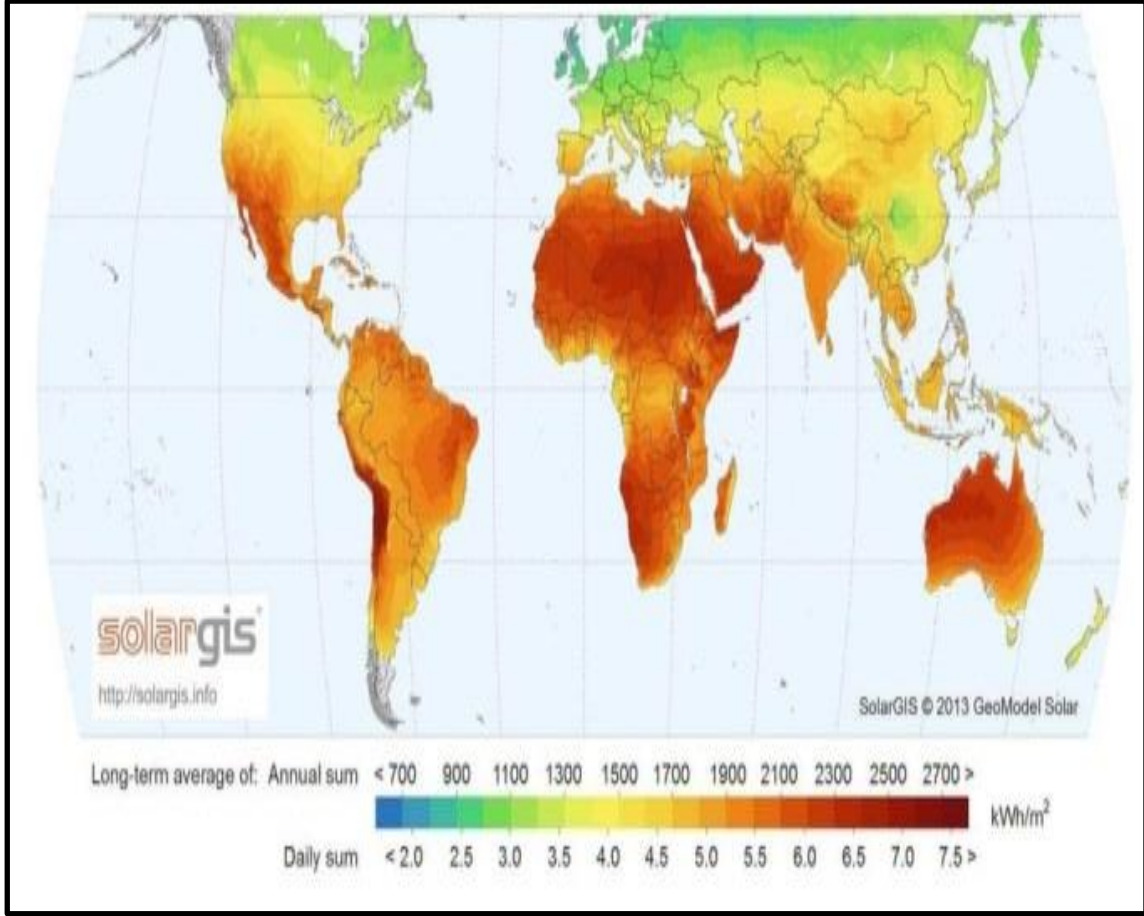 solargis
http://solargis.info
SolarGIS © 2013 GeoModel Solar
Long-term average of: Annual sum < 700 900 1100 1300 1500 1700 1900 2100 2300 2500 2700 >
kWh/m²
Daily sum < 2.0 2.5 3.0 3.5 4.0 4.5 5.0 5.5 6.0 6.5 7.0 7.5 >